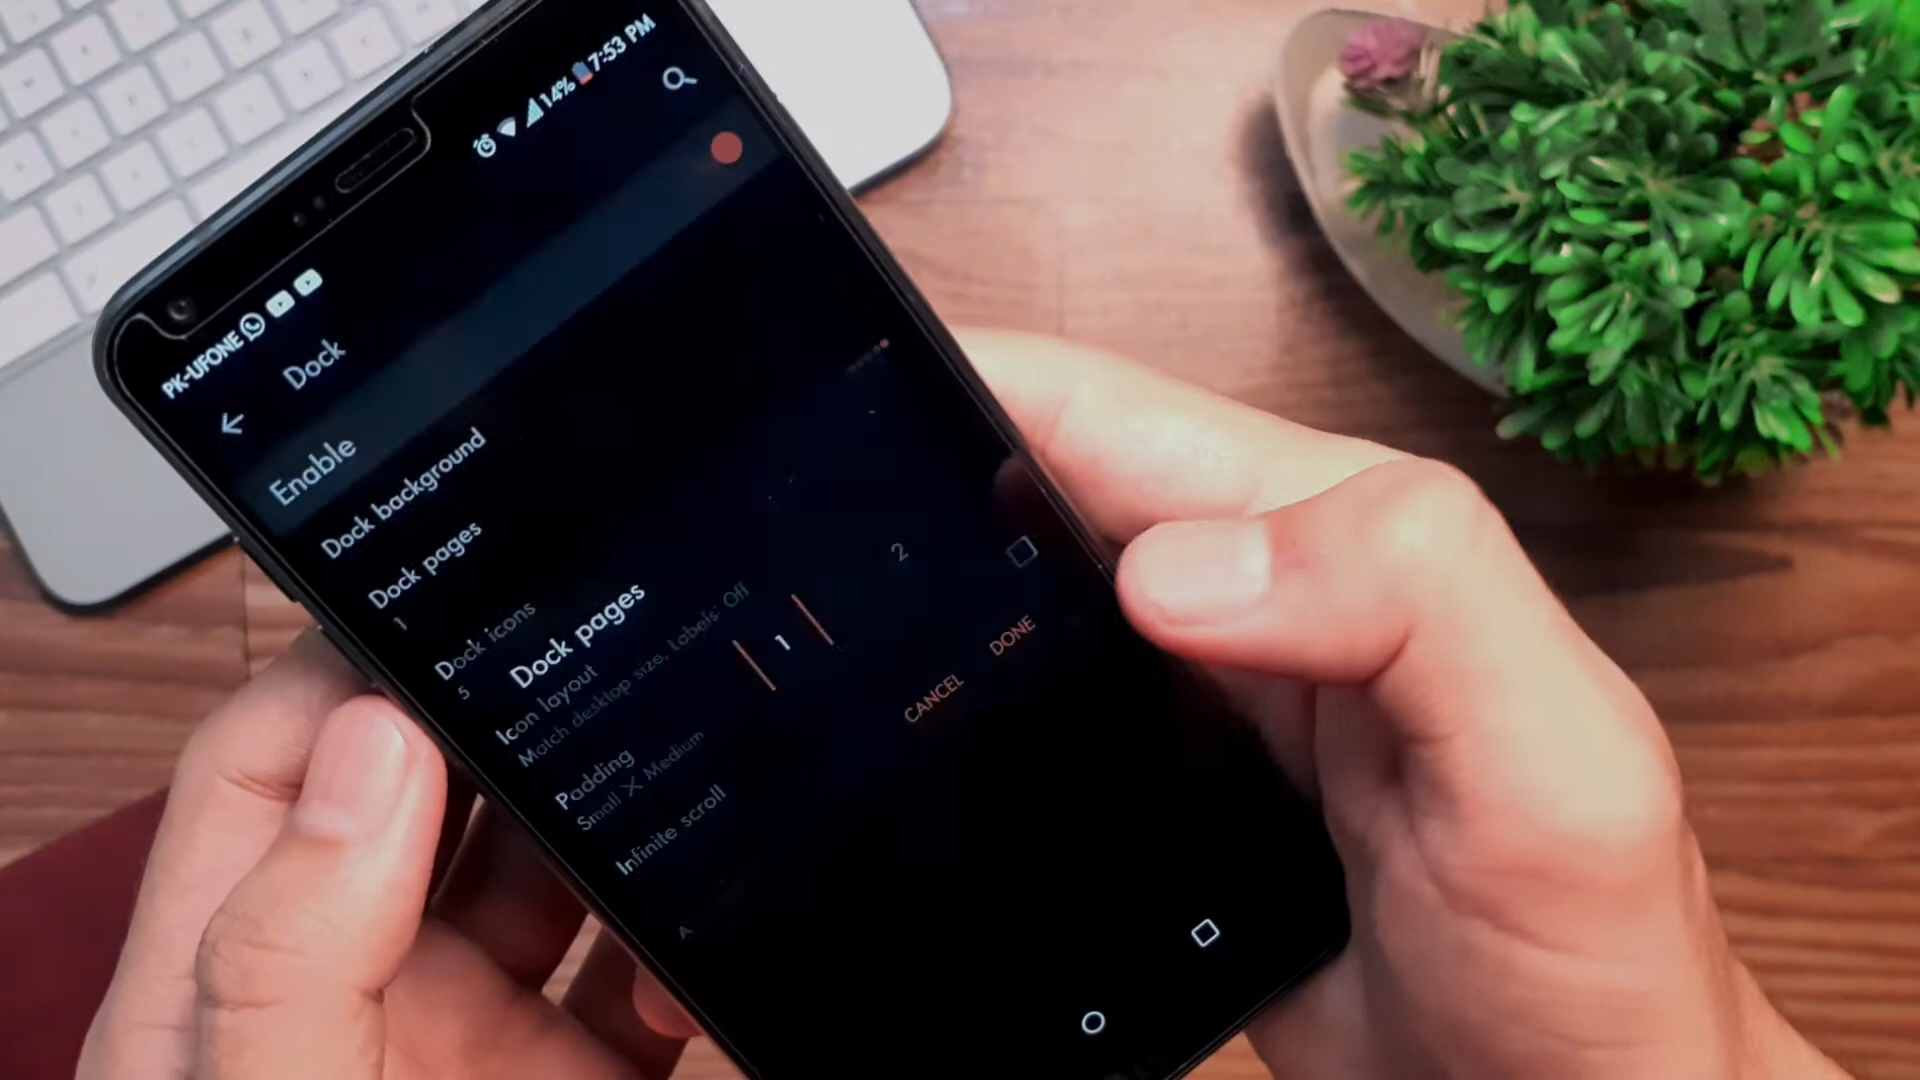 PK-UFONE 14% 7:53 PM
Dock
Enable
Dock background
Dock pages
1
Dock icons
5
Dock pages
1 2
Icon layout
Match desktop size, Labels: Off
CANCEL DONE
Padding
Small X Medium
Infinite scroll